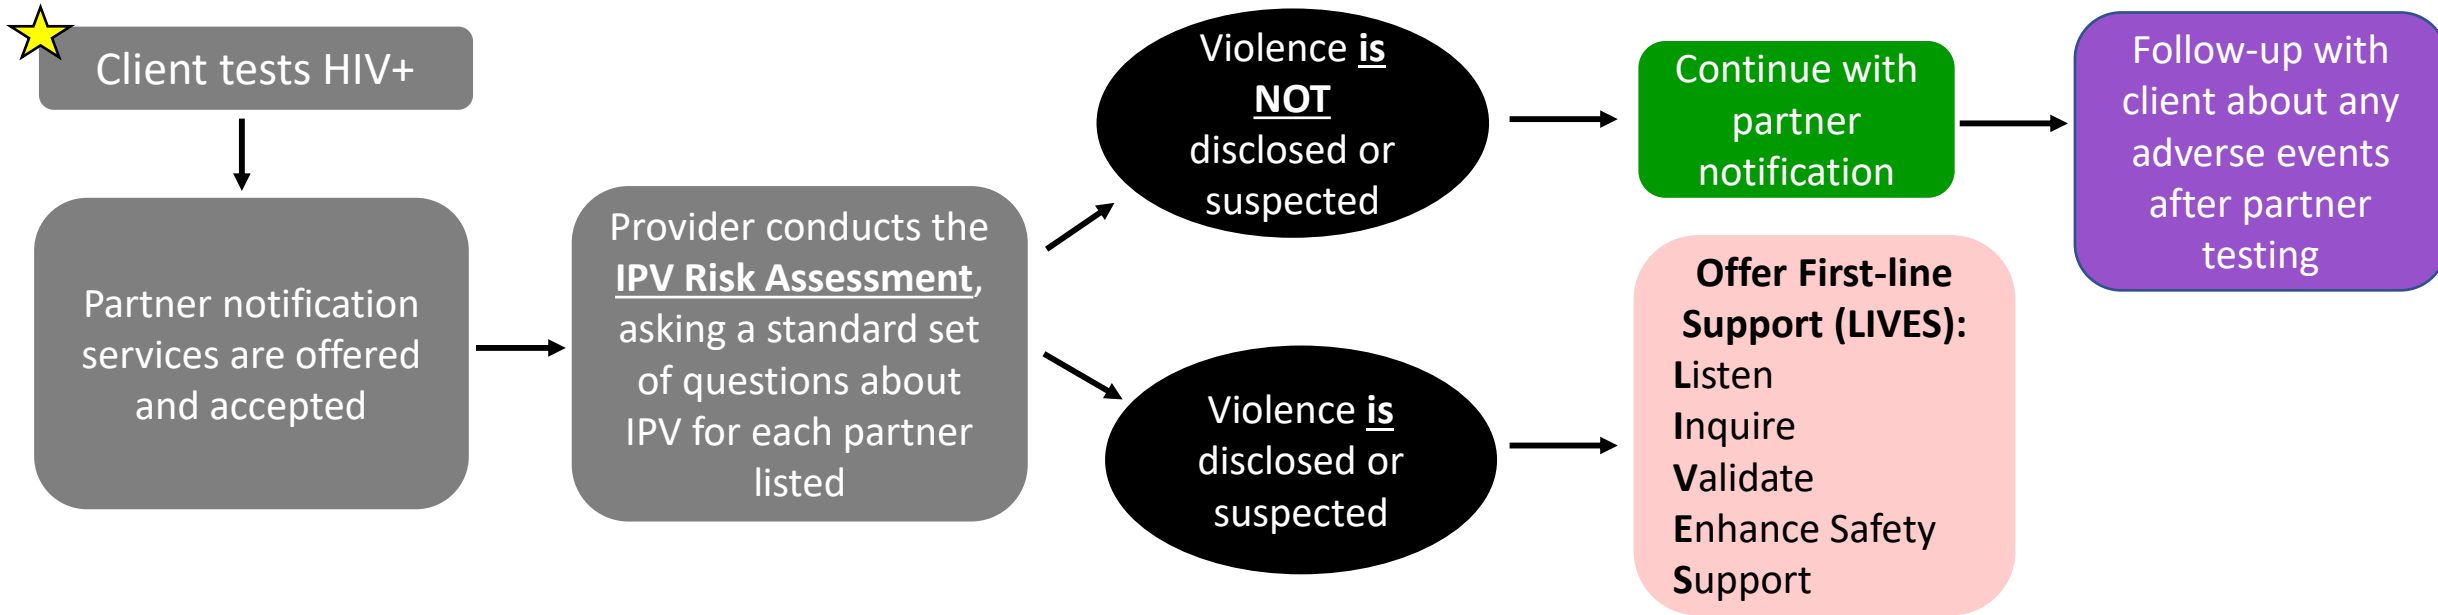 Client tests HIV+
Partner notification
services are offered
and accepted
Provider conducts the
IPV Risk Assessment,
asking a standard set
of questions about
IPV for each partner
listed
Violence is
NOT
disclosed or
suspected
Violence is
disclosed or
suspected
Continue with
partner
notification
Offer First-line
Support (LIVES):
Listen
Inquire
Validate
Enhance Safety
Support
Follow-up with
client about any
adverse events
after partner
testing